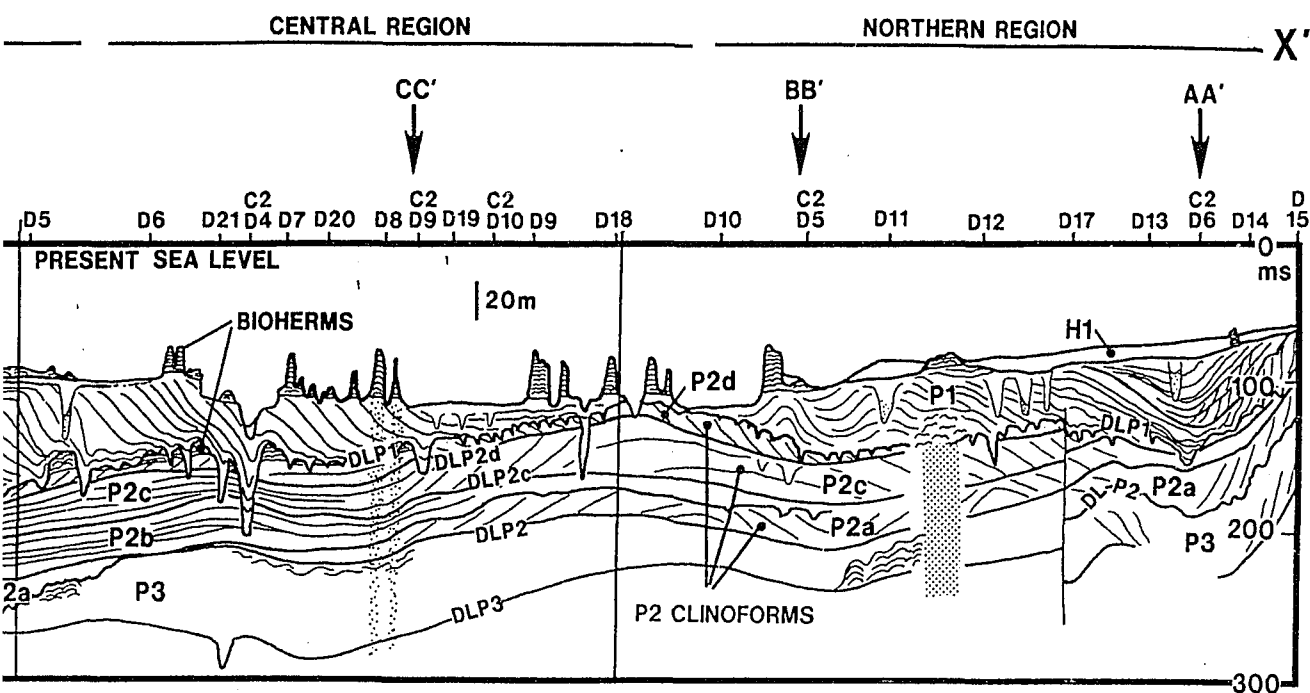 CENTRAL REGION NORTHERN REGION X'
CC' BB' AA'
C2 C2 C2 C2 C2 D
D5 D6 D21 D4 D7 D20 D8 D9 D19 D10 D9 D18 D10 D5 D11 D12 D17 D13 D6 D14 15
PRESENT SEA LEVEL 0
ms
20m
BIOHERMS H1
P2d P1 100
DLP1 DLP2d DLP1
P2c DLP2c P2c P2a
DL-P2
P2b DLP2 P2a P3 200
2a P3 DLP3
P2 CLINOFORMS
300